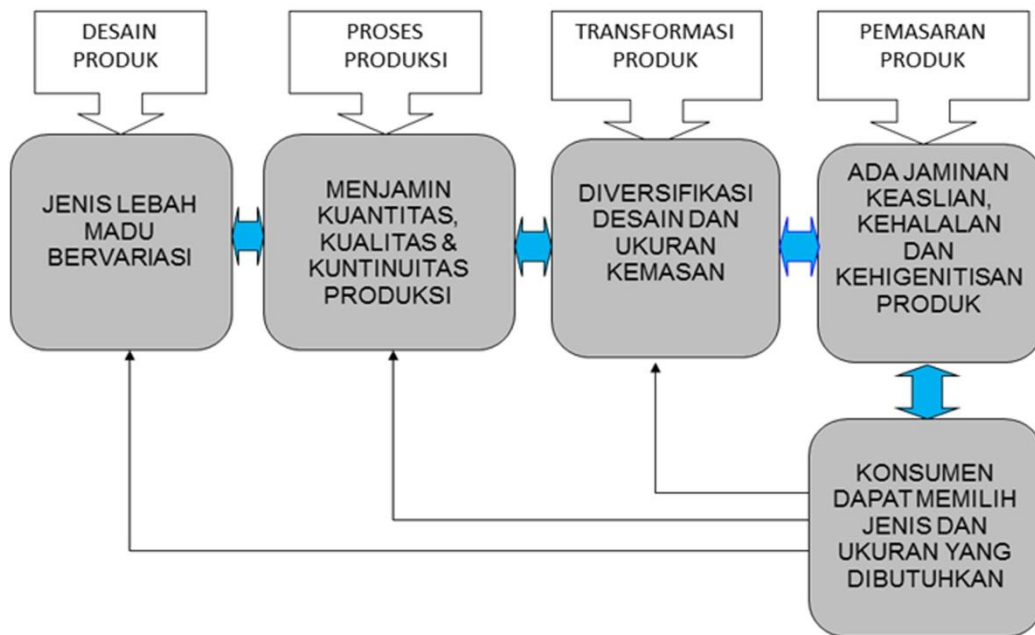 DESAIN
PRODUK
PROSES
PRODUKSI
TRANSFORMASI
PRODUK
PEMASARAN
PRODUK
JENIS LEBAH
MADU
BERVARIASI
MENJAMIN
KUANTITAS,
KUALITAS &
KUNTINUITAS
PRODUKSI
DIVERSIFIKASI
DESAIN DAN
UKURAN
KEMASAN
ADA JAMINAN
KEASLIAN,
KEHALALAN
DAN
KEHIGENITISAN
PRODUK
KONSUMEN
DAPAT MEMILIH
JENIS DAN
UKURAN YANG
DIBUTUHKAN